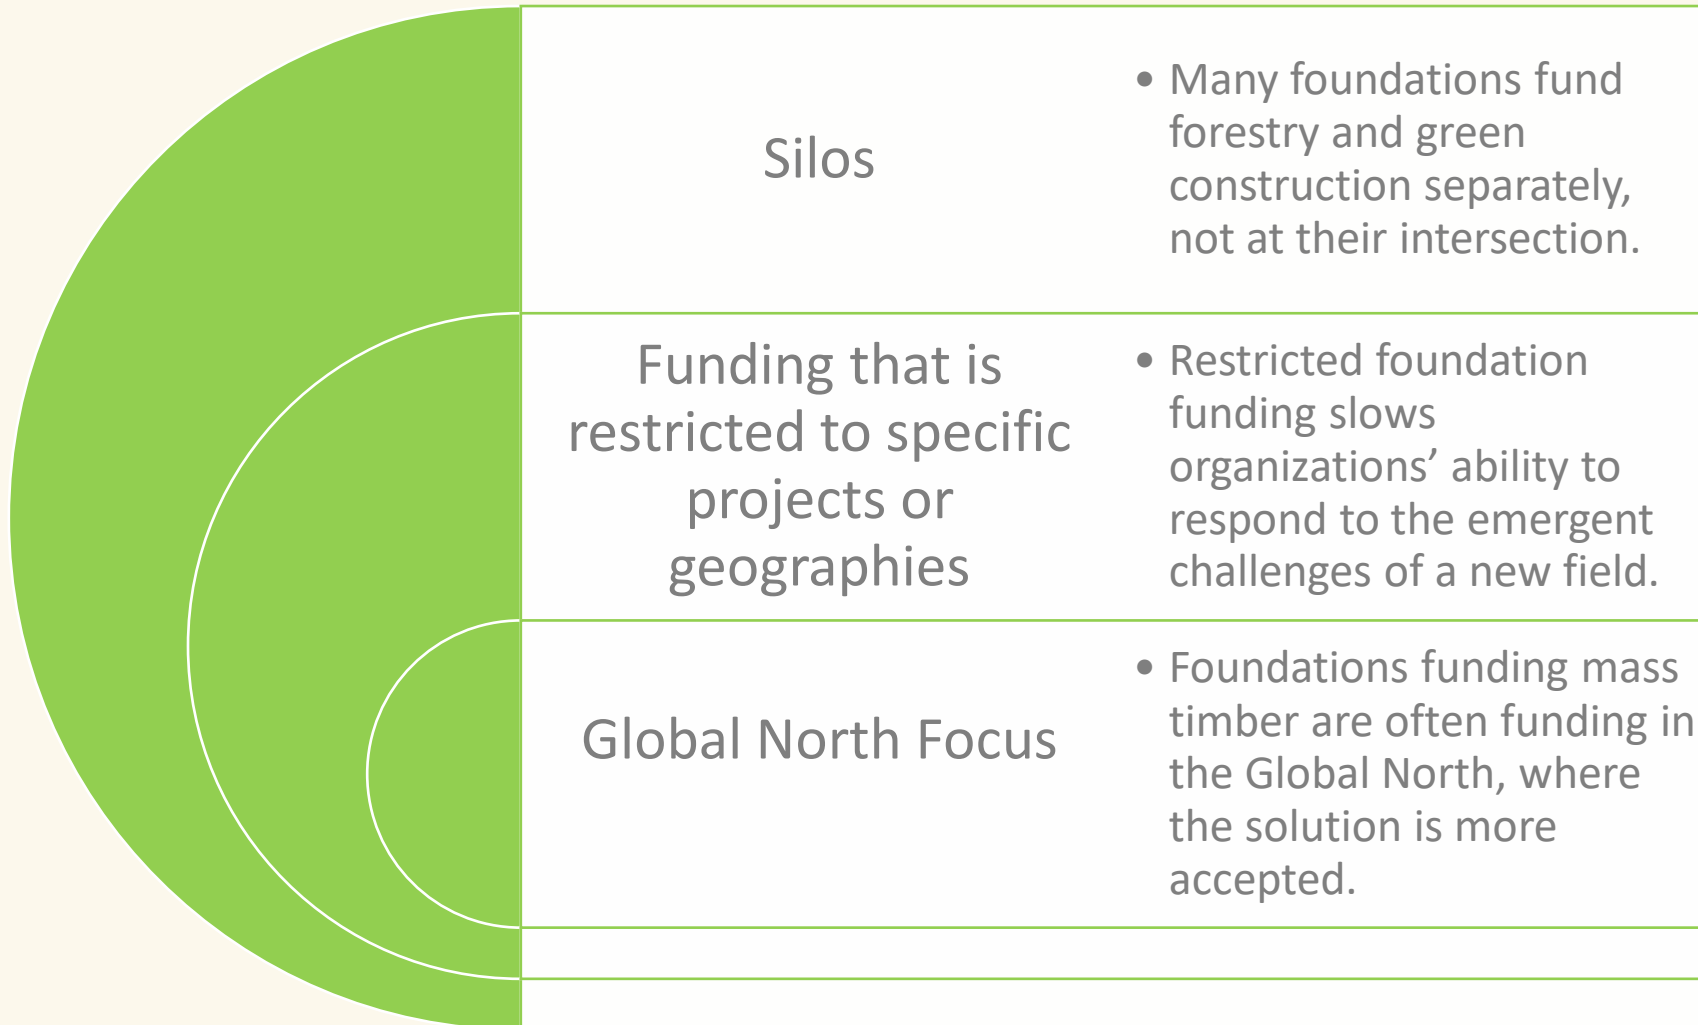 Silos
• Many foundations fund
forestry and green
construction separately,
not at their intersection.
Funding that is
restricted to specific
projects or
geographies
• Restricted foundation
funding slows
organizations’ ability to
respond to the emergent
challenges of a new field.
Global North Focus
• Foundations funding mass
timber are often funding in
the Global North, where
the solution is more
accepted.